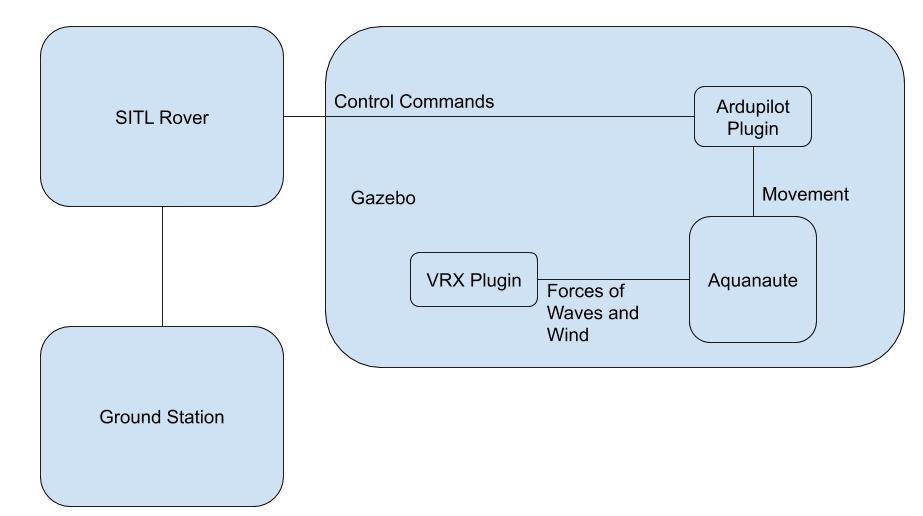 SITL Rover
Control Commands
Ardupilot
Plugin
Gazebo
Movement
VRX Plugin
Forces of
Waves and
Wind
Aquanaute
Ground Station